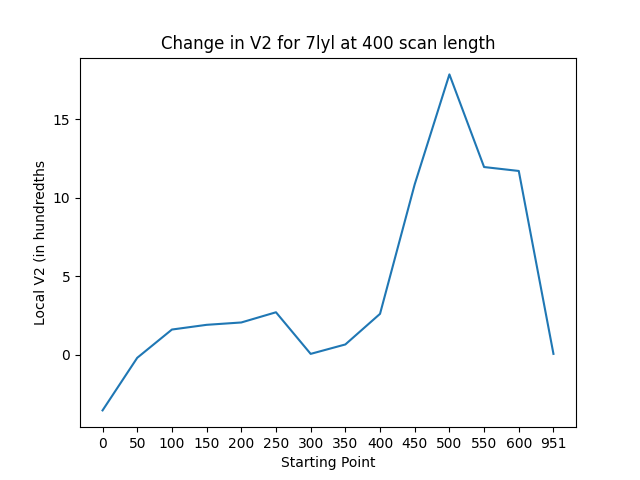 Change in V2 for 7lyl at 400 scan length
Local V2 (in hundredths
15
10
5
0
0 50 100 150 200 250 300 350 400 450 500 550 600 951
Starting Point